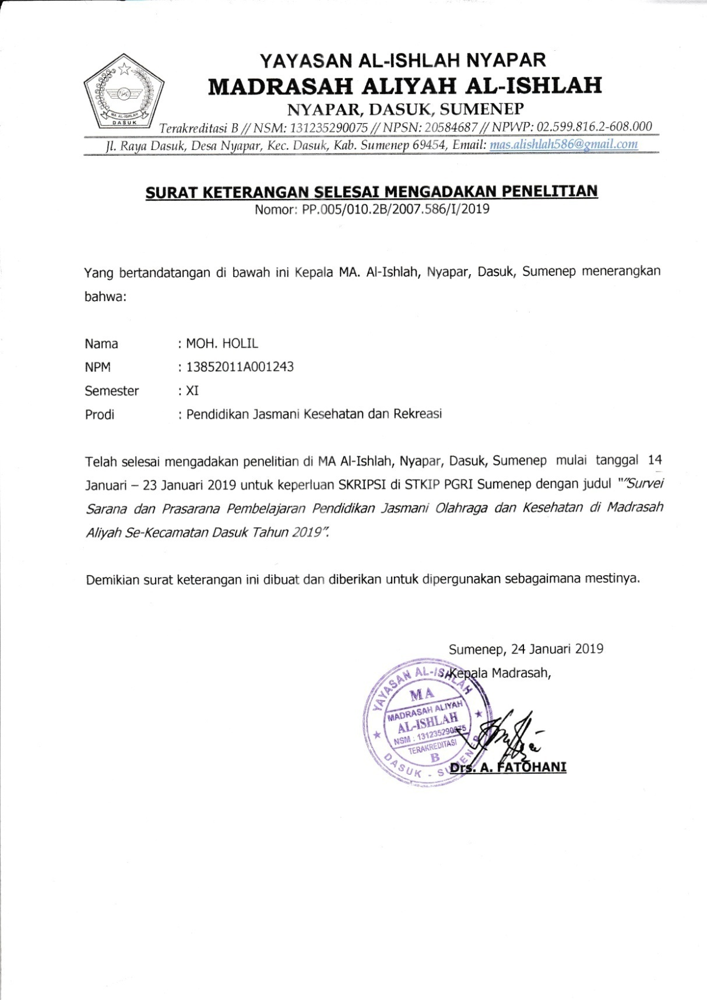 YAYASAN AL-ISHLAH NYAPAR
MADRASAH ALIYAH AL-ISHLAH
NYAPAR, DASUK, SUMENEP
MA AL-ISHLAH
DASUK
Terakreditasi B // NSM: 131235290075 // NPSN: 20584687 // NPWP: 02.599.816.2-608.000
Jl. Raya Dasuk, Desa Nyapar, Kec. Dasuk, Kab. Sumenep 69454, Email: mas.alishlah586@gmail.com
SURAT KETERANGAN SELESAI MENGADAKAN PENELITIAN
Nomor: PP.005/010.2B/2007.586/I/2019
Yang bertandatangan di bawah ini Kepala MA. Al-Ishlah, Nyapar, Dasuk, Sumenep menerangkan
bahwa:
Nama : MOH. HOLIL
NPM : 13852011A001243
Semester : XI
Prodi : Pendidikan Jasmani Kesehatan dan Rekreasi
Telah selesai mengadakan penelitian di MA Al-Ishlah, Nyapar, Dasuk, Sumenep mulai tanggal 14
Januari – 23 Januari 2019 untuk keperluan SKRIPSI di STKIP PGRI Sumenep dengan judul "”Survei
Sarana dan Prasarana Pembelajaran Pendidikan Jasmani Olahraga dan Kesehatan di Madrasah
Aliyah Se-Kecamatan Dasuk Tahun 2019”.
Demikian surat keterangan ini dibuat dan diberikan untuk dipergunakan sebagaimana mestinya.
Sumenep, 24 Januari 2019
Kepala Madrasah,
YAYASAN AL-ISHLAH
MA
MADRASAH ALIYAH
AL-ISHLAH
NSM : 131235290075
TERAKREDITASI
B
DASUK - SUMENEP
Drs. A. FATOHANI